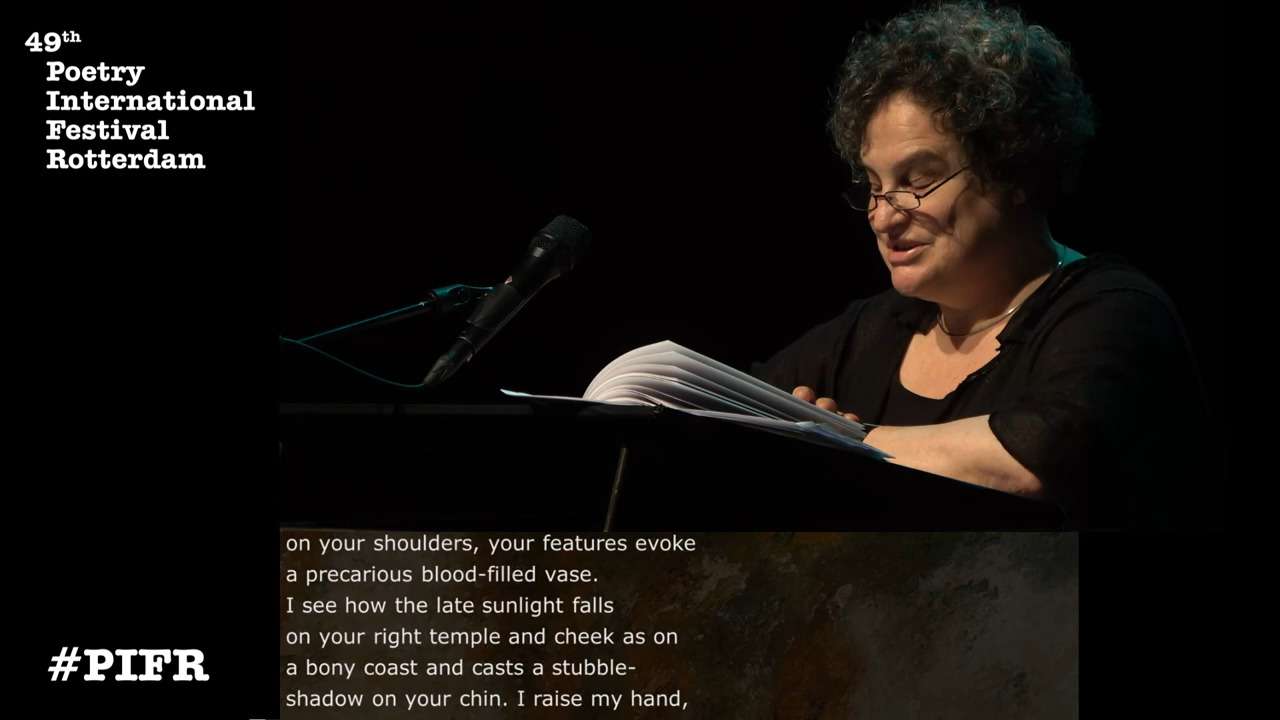 49th
Poetry
International
Festival
Rotterdam
on your shoulders, your features evoke
a precarious blood-filled vase.
I see how the late sunlight falls
on your right temple and cheek as on
a bony coast and casts a stubble-
shadow on your chin. I raise my hand,
#PIFR